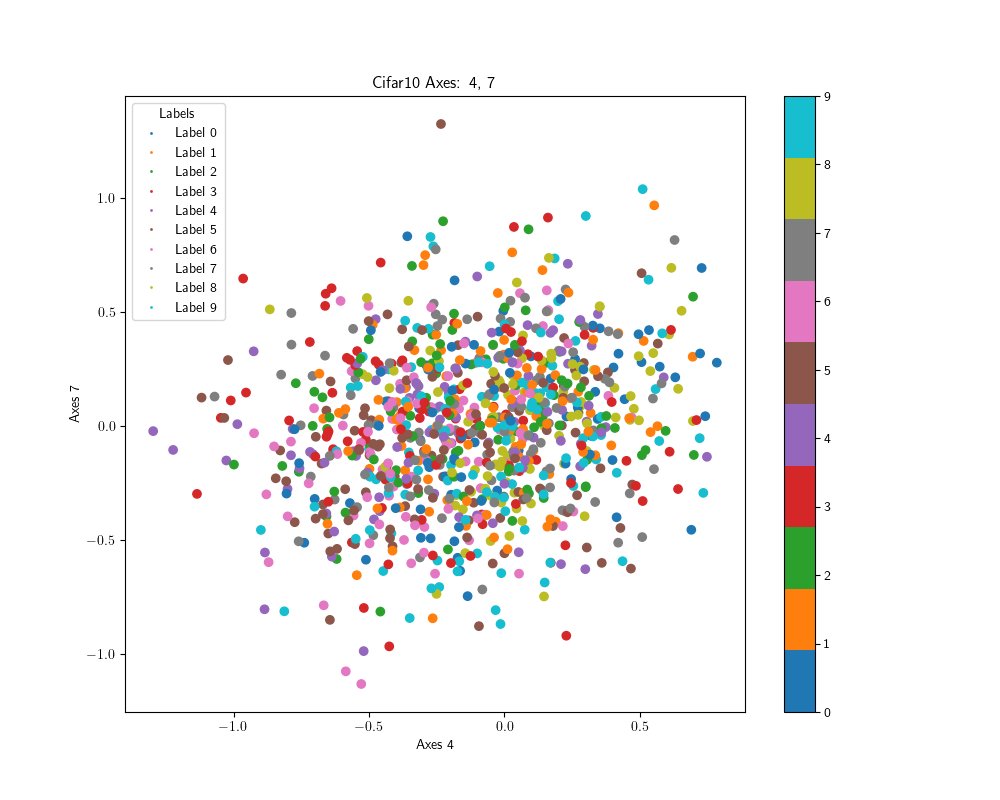 Cifar10 Axes: 4, 7
Labels
Label 0
Label 1
Label 2
Label 3
Label 4
Label 5
Label 6
Label 7
Label 8
Label 9
1.0
0.5
0.0
−0.5
−1.0
Axes 7
−1.0 −0.5 0.0 0.5
Axes 4
9
8
7
6
5
4
3
2
1
0